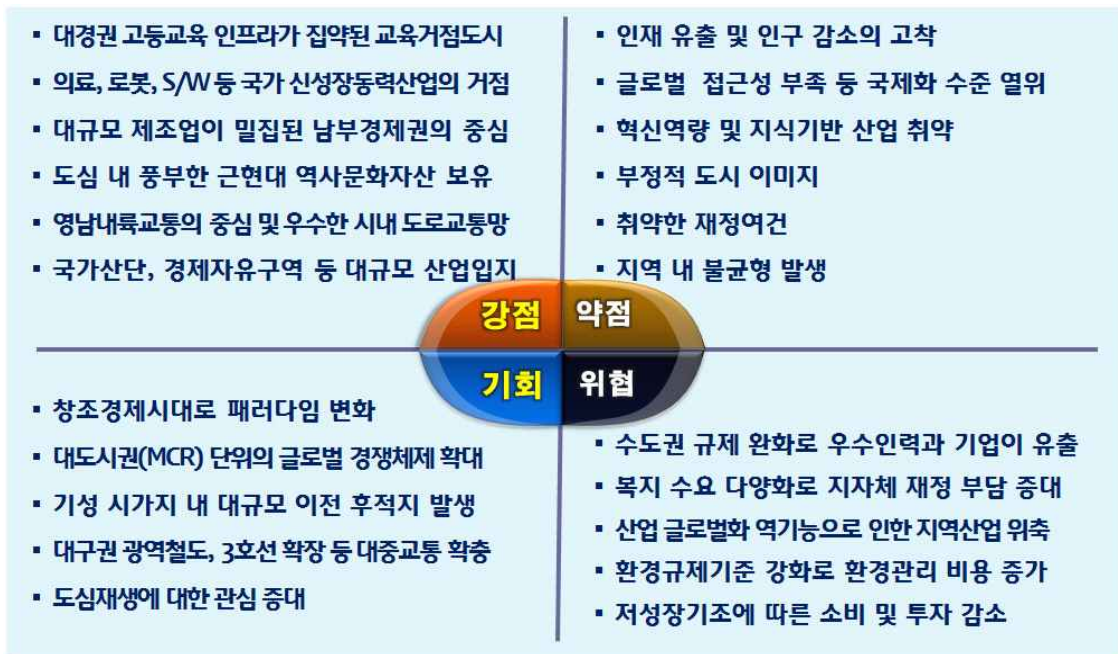 ▪ 대경권 고등교육 인프라가 집약된 교육거점도시
▪ 의료, 로봇, S/W 등 국가 신성장동력산업의 거점
▪ 대규모 제조업이 밀집된 남부경제권의 중심
▪ 도심 내 풍부한 근현대 역사문화자산 보유
▪ 영남내륙교통의 중심 및 우수한 시내 도로교통망
▪ 국가산단, 경제자유구역 등 대규모 산업입지
강점
▪ 인재 유출 및 인구 감소의 고착
▪ 글로벌 접근성 부족 등 국제화 수준 열위
▪ 혁신역량 및 지식기반 산업 취약
▪ 부정적 도시 이미지
▪ 취약한 재정여건
▪ 지역 내 불균형 발생
약점
기회
▪ 창조경제시대로 패러다임 변화
▪ 대도시권(MCR) 단위의 글로벌 경쟁체제 확대
▪ 기성 시가지 내 대규모 이전 후적지 발생
▪ 대구권 광역철도, 3호선 확장 등 대중교통 확충
▪ 도심재생에 대한 관심 증대
위협
▪ 수도권 규제 완화로 우수인력과 기업이 유출
▪ 복지 수요 다양화로 지자체 재정 부담 증대
▪ 산업 글로벌화 역기능으로 인한 지역산업 위축
▪ 환경규제기준 강화로 환경관리 비용 증가
▪ 저성장기조에 따른 소비 및 투자 감소